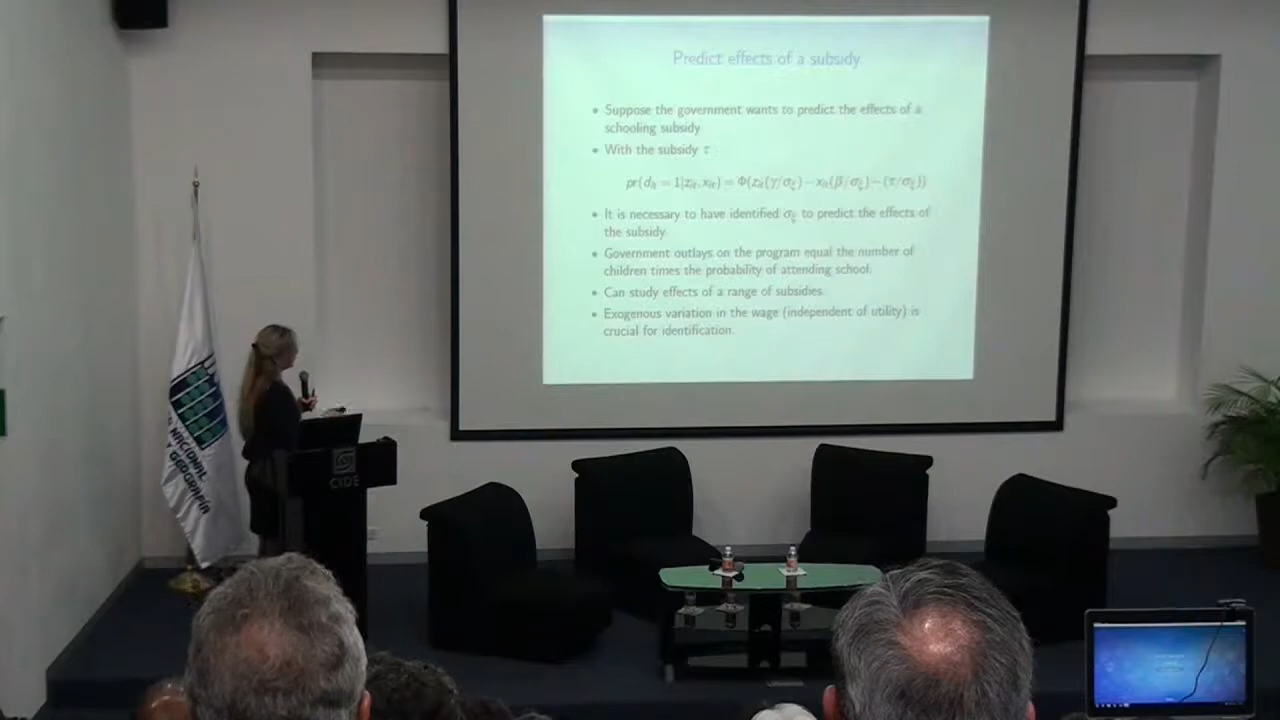 Predict effects of a subsidy
• Suppose the government wants to predict the effects of a
schooling subsidy
• With the subsidy τ
pr(d_it = 1|z_it, x_it) = Φ(z_it(γ/σ_ξ) − x_it(β/σ_ξ) − (τ/σ_ξ))
• It is necessary to have identified σ_ξ to predict the effects of
the subsidy
• Government outlays on the program equal the number of
children times the probability of attending school.
• Can study effects of a range of subsidies.
• Exogenous variation in the wage (independent of utility) is
crucial for identification.
NACIONAL
Y GEOGRAFÍA
CIDE